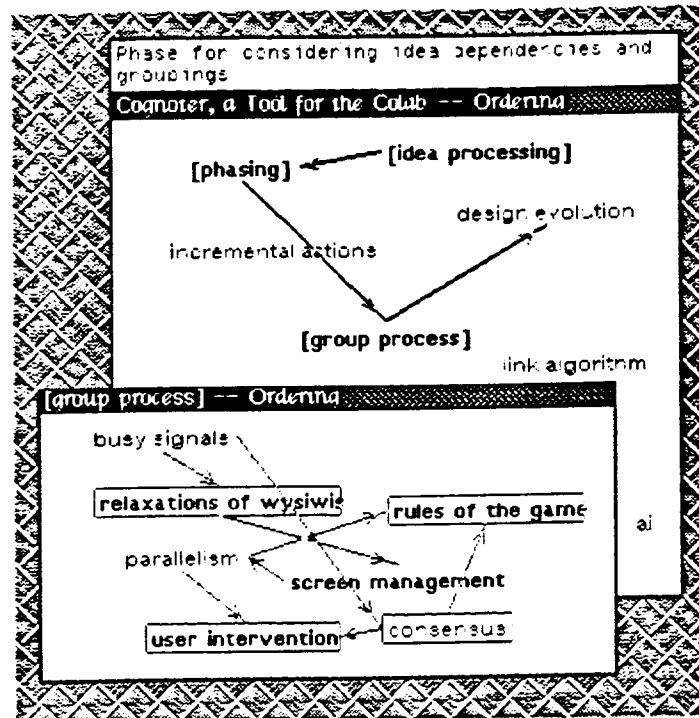 Phase for considering idea dependencies and
groupings
Cognoter, a Tool for the Colab -- Ordering
[phasing]
[idea processing]
design evolution
incremental actions
[group process]
link algorithm
[group process] -- Ordering
busy signals
relaxations of wysiwis
rules of the game
ai
parallelism
screen management
user intervention
consensus